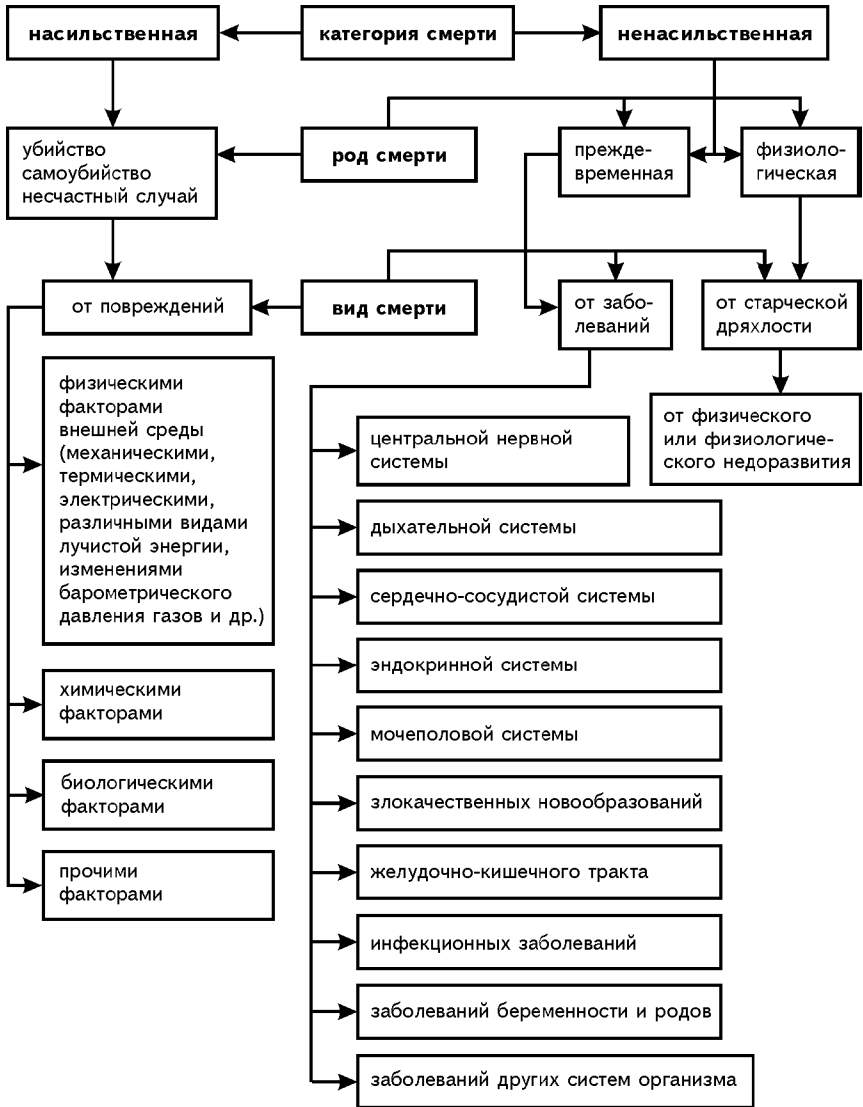 насильственная
категория смерти
ненасильственная
убийство
самоубийство
несчастный случай
род смерти
прежде-
временная
физиоло-
гическая
от повреждений
вид смерти
от забо-
леваний
от старческой
дряхлости
физическими
факторами
внешней среды
(механическими,
термическими,
электрическими,
различными видами
лучистой энергии,
изменениями
барометрического
давления газов и др.)
химическими
факторами
биологическими
факторами
прочими
факторами
центральной нервной
системы
дыхательной системы
сердечно-сосудистой системы
эндокринной системы
мочеполовой системы
злокачественных новообразований
желудочно-кишечного тракта
инфекционных заболеваний
заболеваний беременности и родов
заболеваний других систем организма
от физического
или физиологиче-
ского недоразвития